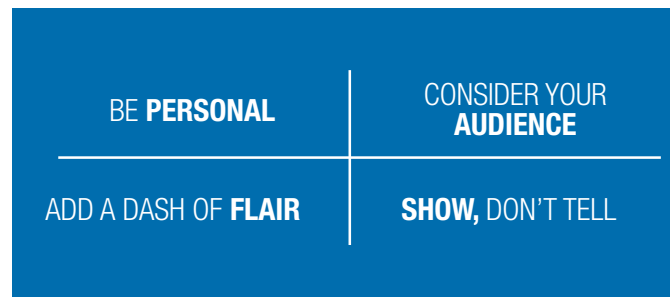 BE PERSONAL
CONSIDER YOUR
AUDIENCE
ADD A DASH OF FLAIR
SHOW, DON'T TELL